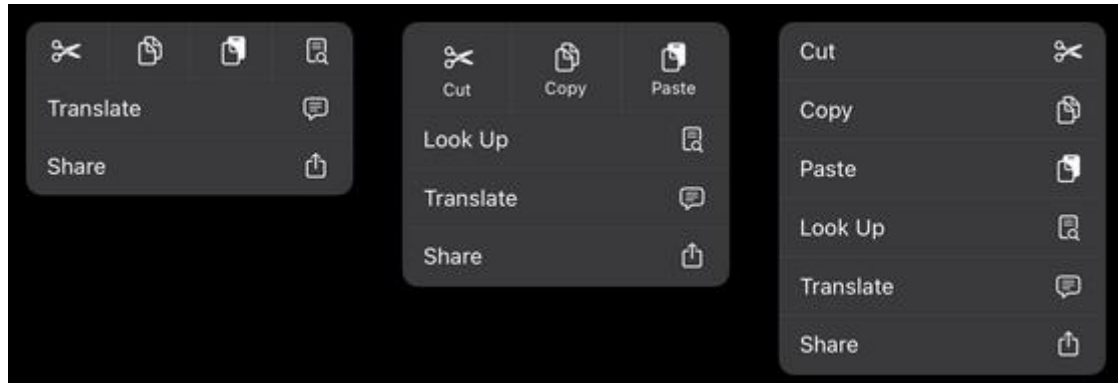 Translate
Share
Cut Copy Paste
Look Up
Translate
Share
Cut
Copy
Paste
Look Up
Translate
Share